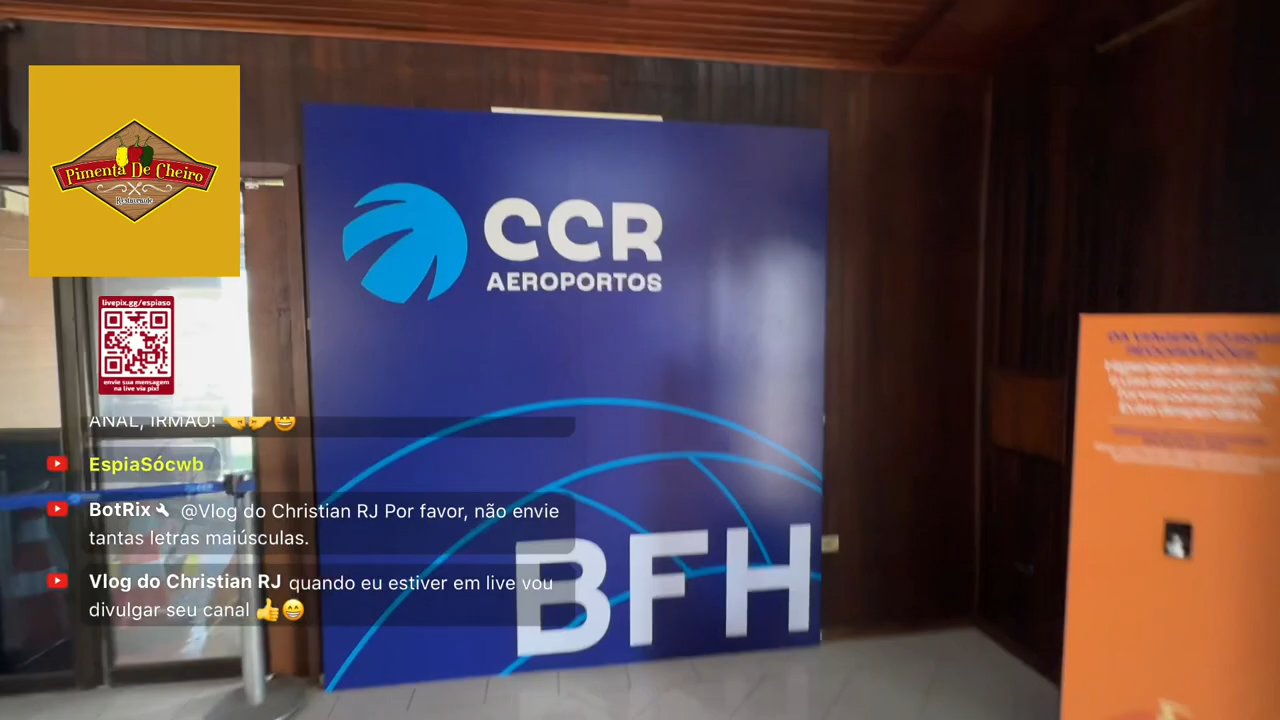 Pimenta De Cheiro
Restaurante
livepix.gg/espiaso
envie sua mensagem
na live via pix!
CCR
AEROPORTOS
BFH
ANAL, IRMÃO! 🤝🤝😁
EspiaSócwb
BotRix🔧 @Vlog do Christian RJ Por favor, não envie
tantas letras maiúsculas.
Vlog do Christian RJ quando eu estiver em live vou
divulgar seu canal 👍😁